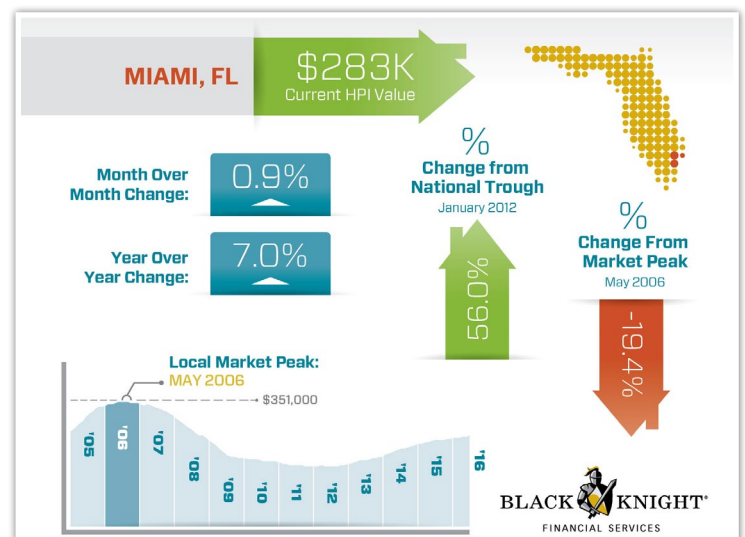 MIAMI, FL
$283K
Current HPI Value
Month Over
Month Change:
0.9%
Year Over
Year Change:
7.0%
%
Change from
National Trough
January 2012
56.0%
%
Change From
Market Peak
May 2006
-19.4%
Local Market Peak:
MAY 2006
$351,000
'05
'06
'07
'08
'09
'10
'11
'12
'13
'14
'15
'16
BLACK KNIGHT®
FINANCIAL SERVICES